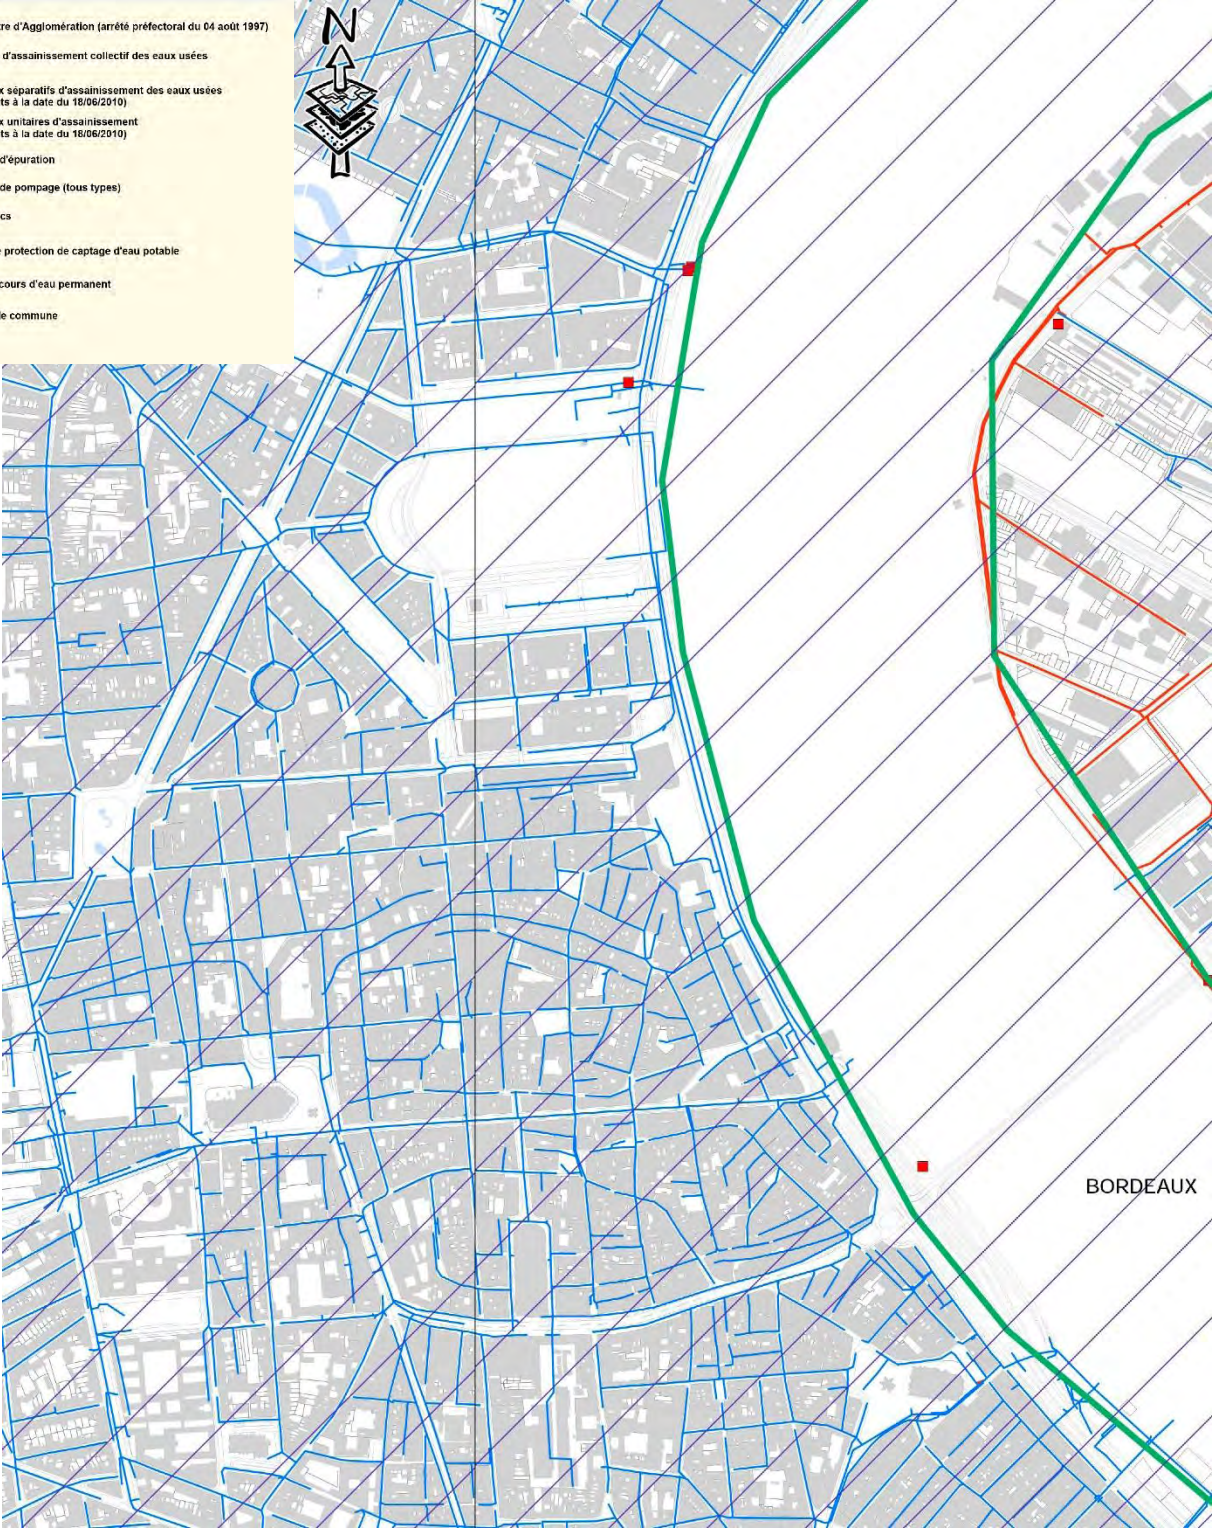 re d'Agglomération (arrêté préfectoral du 04 août 1997)
d'assainissement collectif des eaux usées
x séparatifs d'assainissement des eaux usées
ts à la date du 18/06/2010)
x unitaires d'assainissement
ts à la date du 18/06/2010)
d'épuration
de pompage (tous types)
cs
e protection de captage d'eau potable
cours d'eau permanent
de commune
N
BORDEAUX